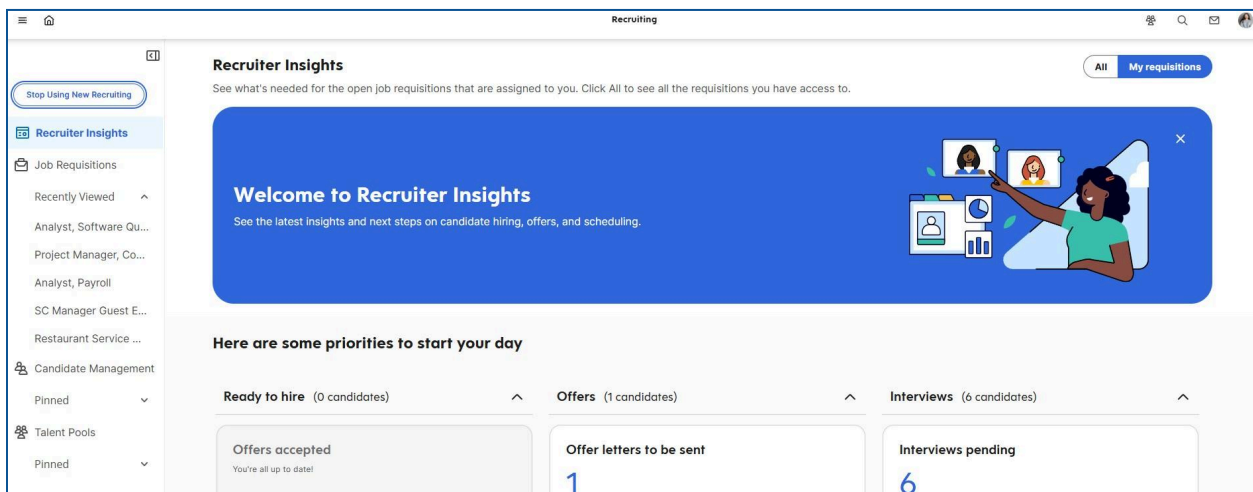 Recruiting
Stop Using New Recruiting
Recruiter Insights
Job Requisitions
Recently Viewed
Analyst, Software Qu...
Project Manager, Co...
Analyst, Payroll
SC Manager Guest E...
Restaurant Service ...
Candidate Management
Pinned
Talent Pools
Pinned
Recruiter Insights
All
My requisitions
See what's needed for the open job requisitions that are assigned to you. Click All to see all the requisitions you have access to.
Welcome to Recruiter Insights
See the latest insights and next steps on candidate hiring, offers, and scheduling.
Here are some priorities to start your day
Ready to hire (0 candidates)
Offers accepted
You're all up to date!
Offers (1 candidates)
Offer letters to be sent
1
Interviews (6 candidates)
Interviews pending
6